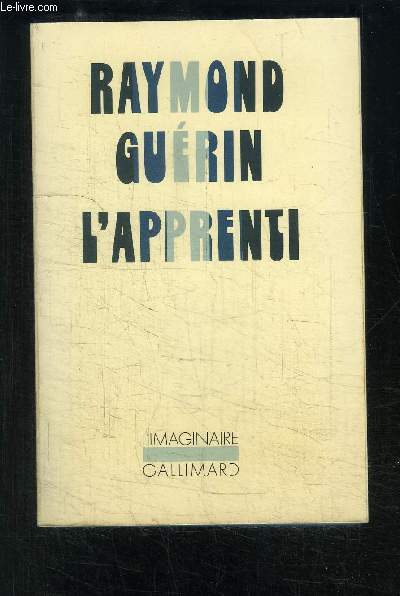 Le-livre.com
RAYMOND
GUÉRIN
L'APPRENTI
L'IMAGINAIRE
GALLIMARD